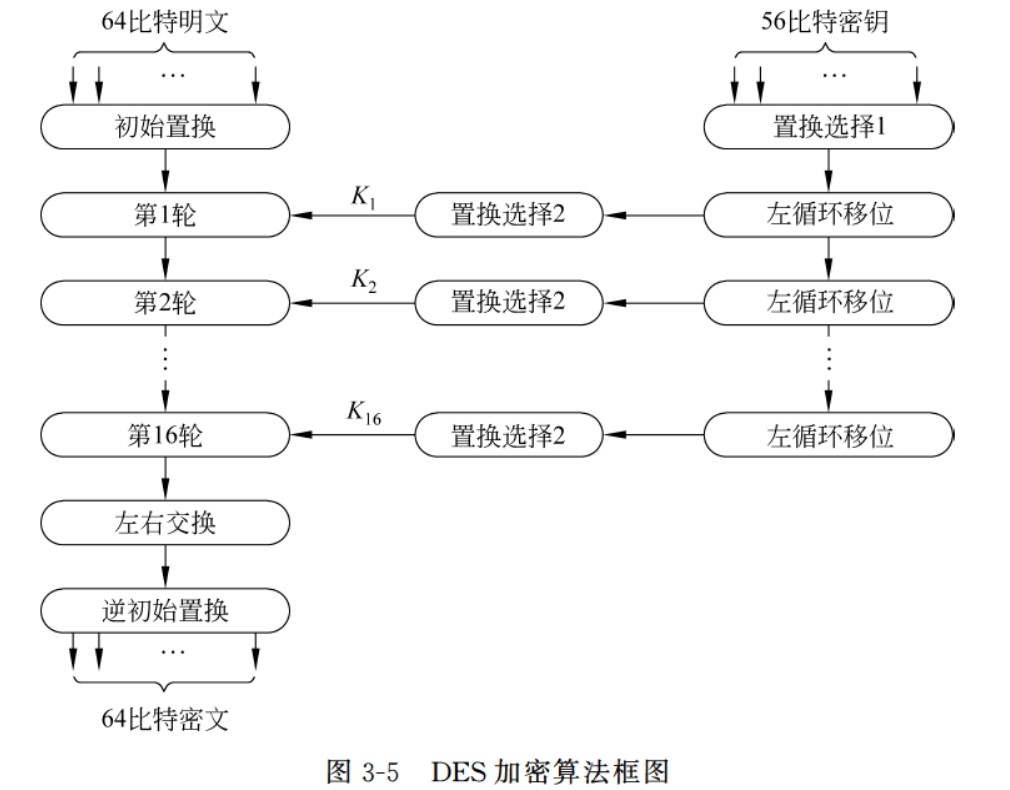 64比特明文 56比特密钥
… …
初始置换 置换选择1
第1轮 K₁ 置换选择2 左循环移位
第2轮 K₂ 置换选择2 左循环移位
⋮ ⋮
第16轮 K₁₆ 置换选择2 左循环移位
左右交换
逆初始置换
…
64比特密文
图 3-5 DES 加密算法框图